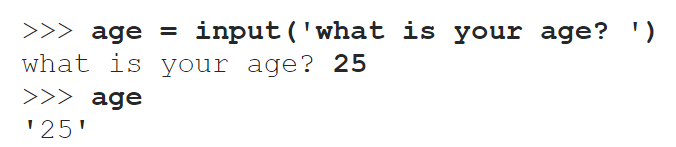 >>> age = input('what is your age? ')
what is your age? 25
>>> age
'25'